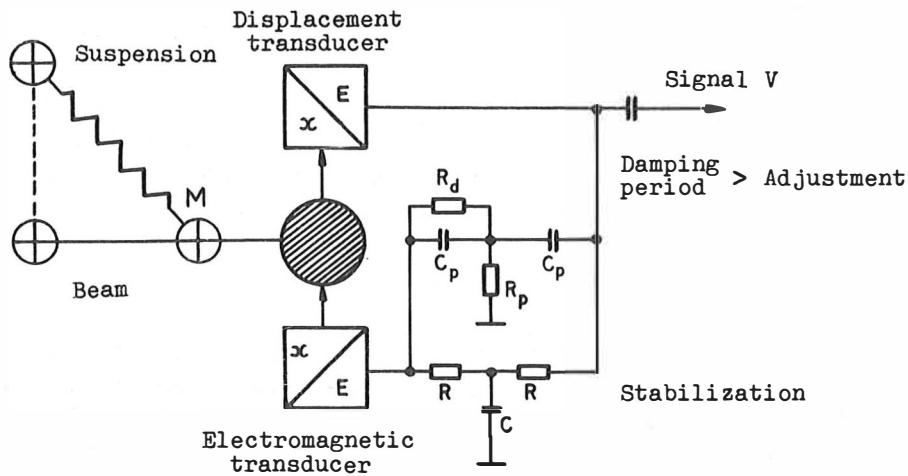 Displacement
transducer
Suspension
E
x
Signal V
Damping
period > Adjustment
R_d
M
C_p
C_p
R_p
Beam
x
E
R
R
C
Stabilization
Electromagnetic
transducer